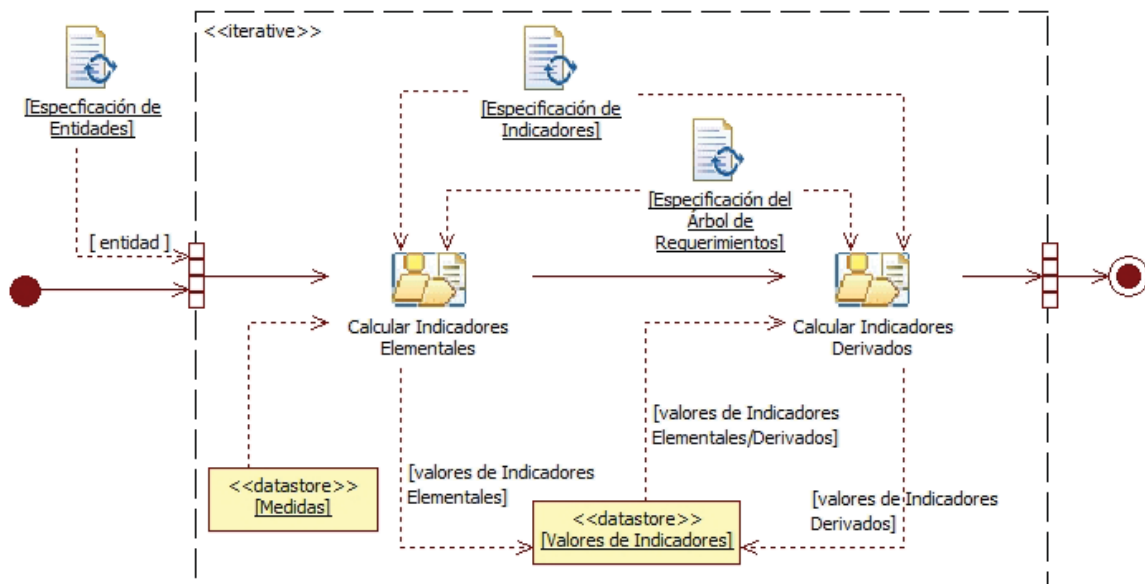 <<iterative>>
[Especficación de
Entidades]
[Especificación de
Indicadores]
[Especificación del
Árbol de
Requerimientos]
[ entidad ]
Calcular Indicadores
Elementales
Calcular Indicadores
Derivados
[valores de Indicadores
Elementales/Derivados]
<<datastore>>
[Medidas]
[valores de Indicadores
Elementales]
<<datastore>>
[Valores de Indicadores]
[valores de Indicadores
Derivados]